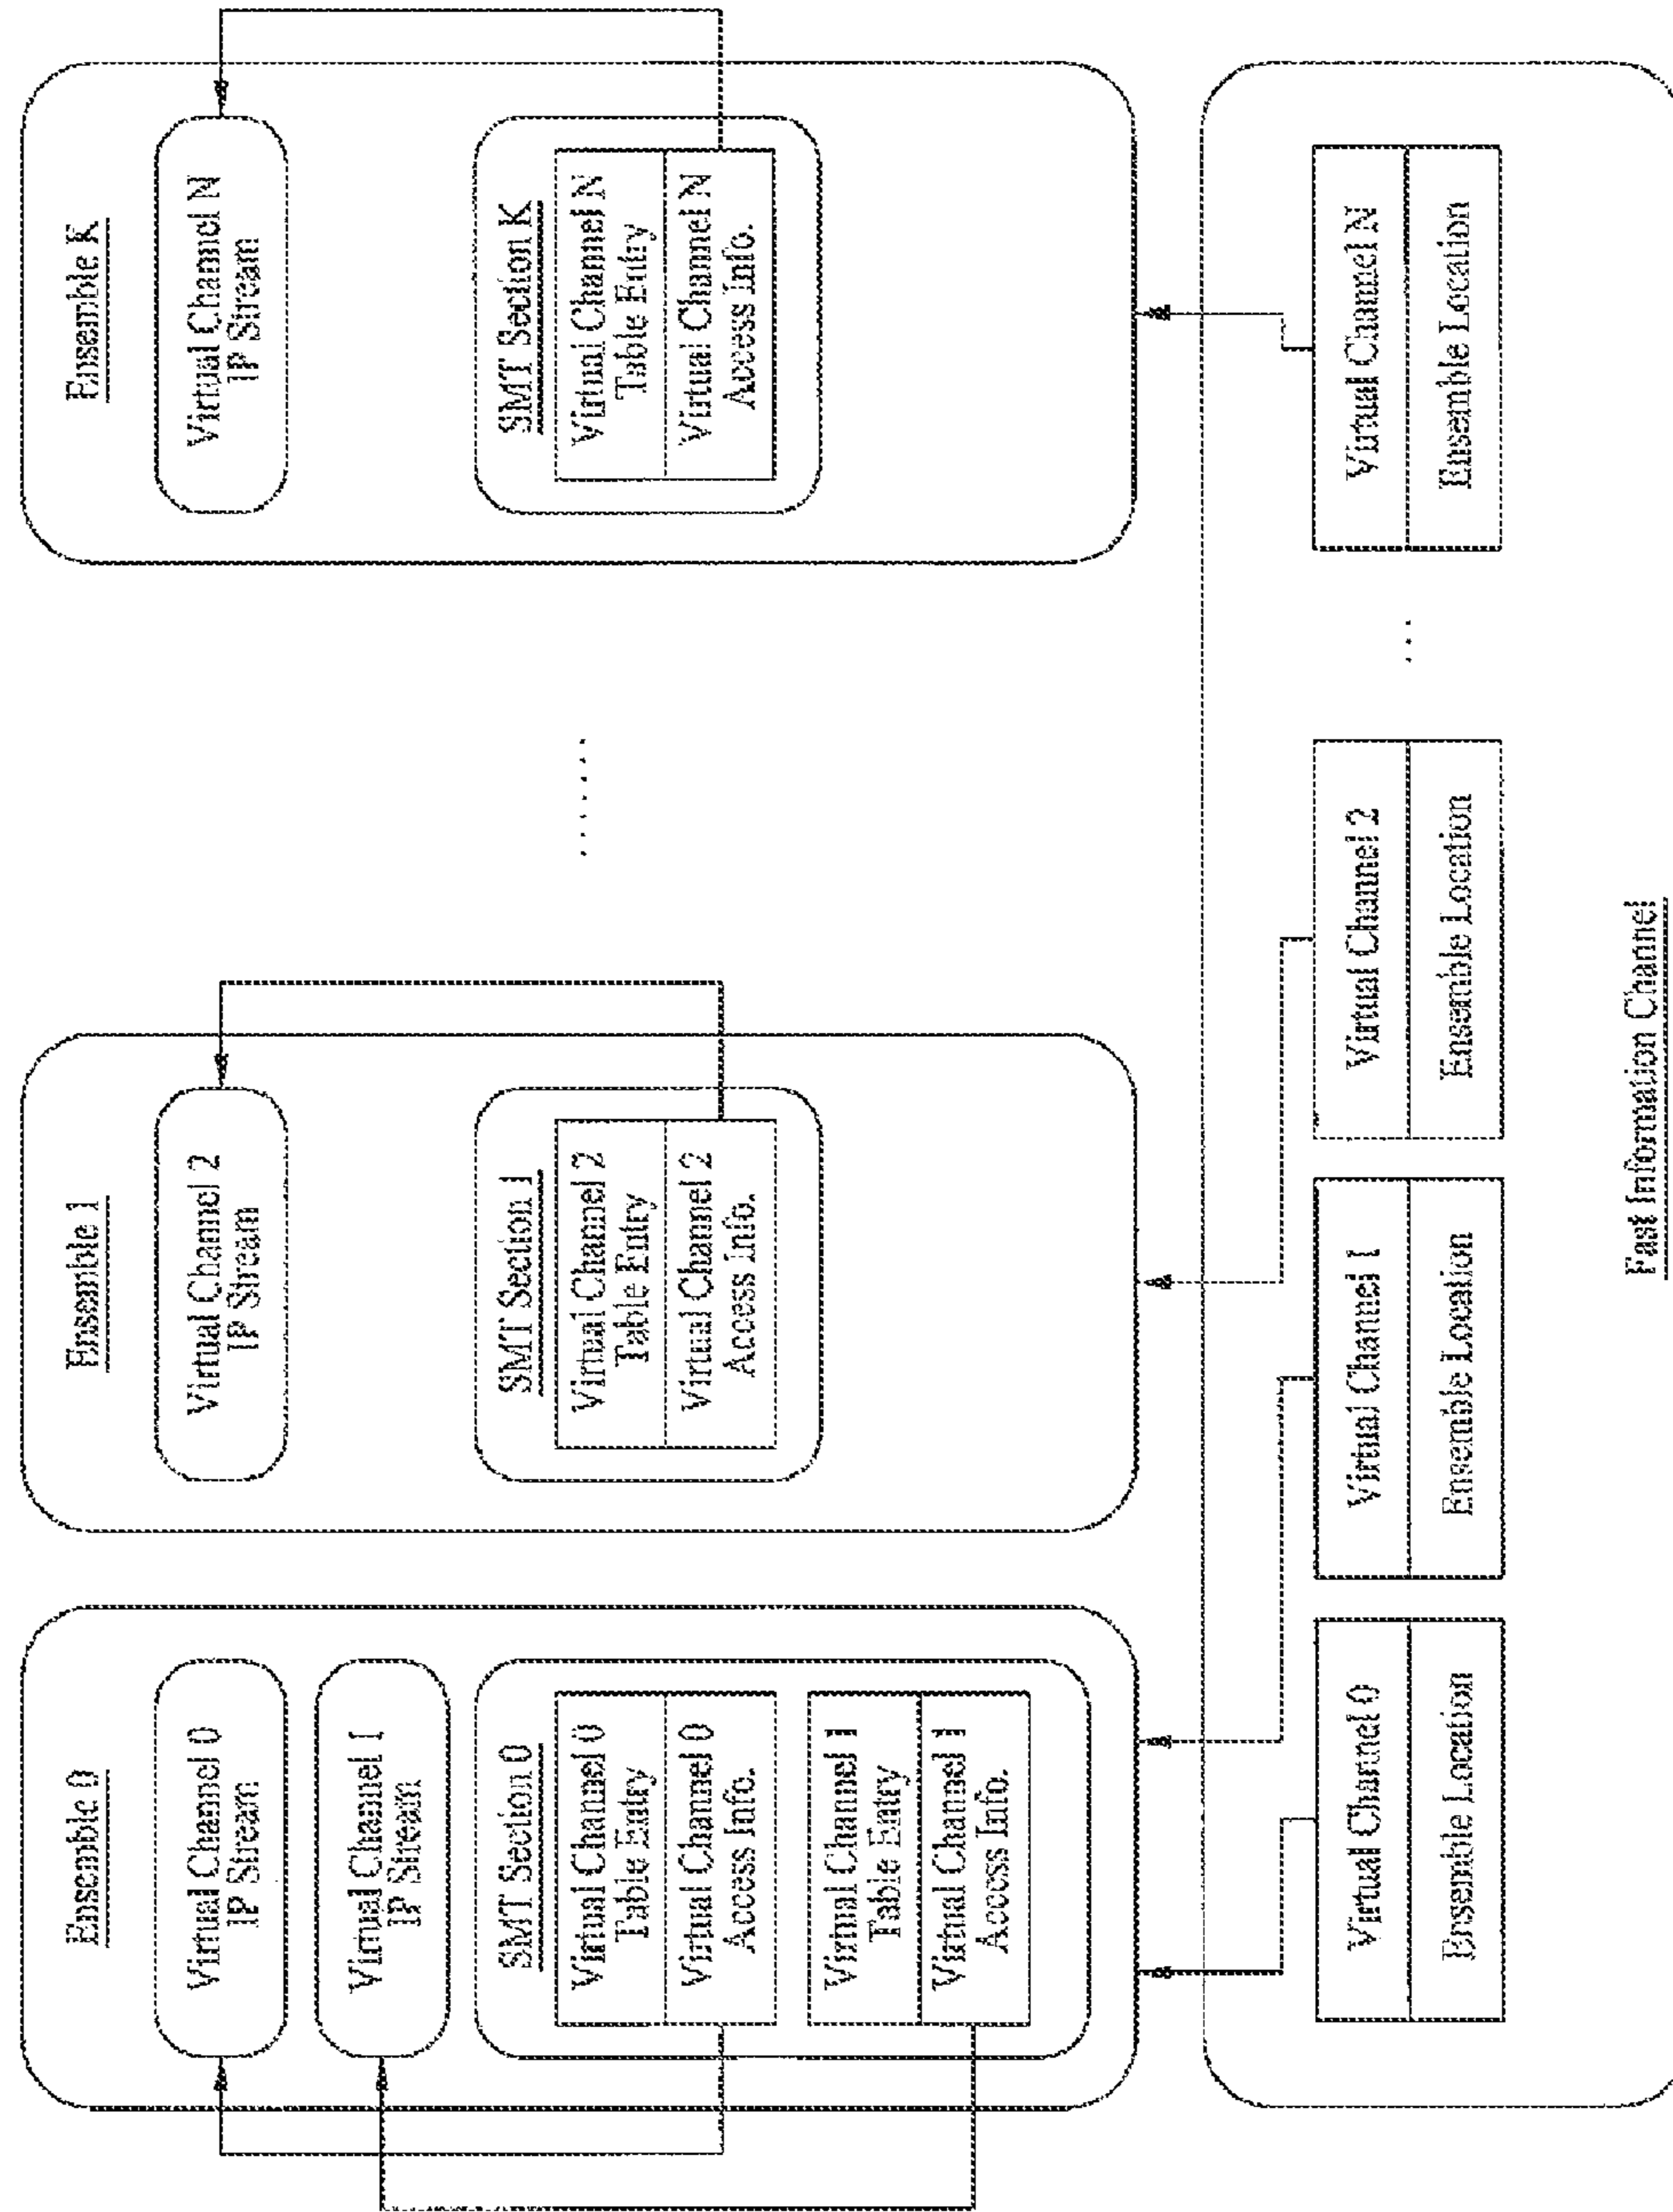 Ensemble 0
Virtual Channel 0
IP Stream
Virtual Channel 1
IP Stream
SMT Section 0
Virtual Channel 0
Table Entry
Virtual Channel 0
Access Info.
Virtual Channel 1
Table Entry
Virtual Channel 1
Access Info.
Ensemble 1
Virtual Channel 2
IP Stream
SMT Section 1
Virtual Channel 2
Table Entry
Virtual Channel 2
Access Info.
.......
Ensemble K
Virtual Channel N
IP Stream
SMT Section K
Virtual Channel N
Table Entry
Virtual Channel N
Access Info.
Virtual Channel 0
Ensemble Location
Virtual Channel 1
Ensemble Location
Virtual Channel 2
Ensemble Location
...
Virtual Channel N
Ensemble Location
Fast Information Channel